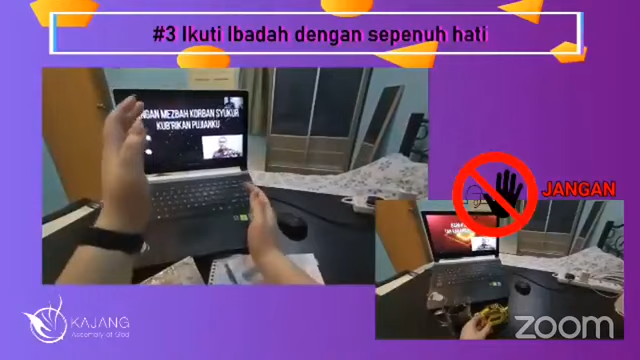 #3 Ikuti Ibadah dengan sepenuh hati
NGAN MEZBAH KORBAN SYUKUR
KUB'RIKAN PUJIANKU
JANGAN
KAJANG
Assembly of God
zoom